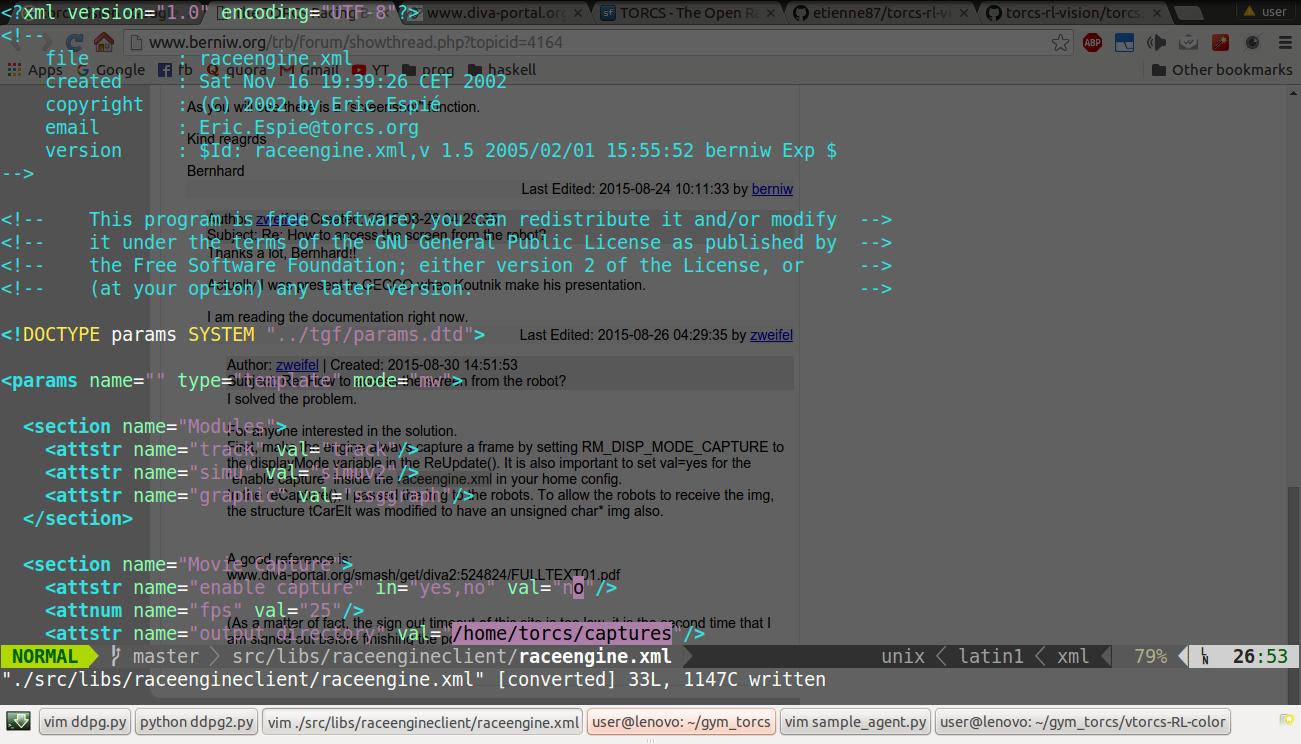 www.diva-portal.or
TORCS - The Open R
etienne87/torcs-rl-v
torcs-rl-vision/torcs.
user
www.berniw.org/trb/forum/showthread.php?topicid=4164
ABP
Apps Google fb Q quora Gmail YT prog haskell Other bookmarks
<?xml version="1.0" encoding="UTF-8"?>
<!--
file : raceengine.xml
created : Sat Nov 16 19:39:26 CET 2002
copyright : (C) 2002 by Eric Espié
email : Eric.Espie@torcs.org
version : $Id: raceengine.xml,v 1.5 2005/02/01 15:55:52 berniw Exp $
-->
<!-- This program is free software; you can redistribute it and/or modify -->
<!-- it under the terms of the GNU General Public License as published by -->
<!-- the Free Software Foundation; either version 2 of the License, or -->
<!-- (at your option) any later version. -->
<!DOCTYPE params SYSTEM "../tgf/params.dtd">
<params name="" type="template" mode="mw">
<section name="Modules">
<attstr name="track" val="track"/>
<attstr name="simu" val="simuv2"/>
<attstr name="graphic" val="ssggraph"/>
</section>
<section name="Movie Capture">
<attstr name="enable capture" in="yes,no" val="no"/>
<attnum name="fps" val="25"/>
<attstr name="output directory" val="/home/torcs/captures"/>
As you will see there is a function.
Kind reagrds
Bernhard
Last Edited: 2015-08-24 10:11:33 by berniw
Author: zweifel | Created: 2015-
Subject: Re: How to access the screen from the robot?
Thanks a lot, Bernhard!!
Actually I was present in GECCO when Koutnik make his presentation.
I am reading the documentation right now.
Last Edited: 2015-08-26 04:29:35 by zweifel
Author: zweifel | Created: 2015-08-30 14:51:53
Subject: Re: How to access the screen from the robot?
I solved the problem.
For anyone interested in the solution.
First, make the engine always capture a frame by setting RM_DISP_MODE_CAPTURE to
the displayMode variable in the ReUpdate(). It is also important to set val=yes for the
"enable capture" inside the raceengine.xml in your home config.
In the reCapture() I passed the img to the robots. To allow the robots to receive the img,
the structure tCarElt was modified to have an unsigned char* img also.
A good reference is:
www.diva-portal.org/smash/get/diva2:524824/FULLTEXT01.pdf
(As a matter of fact, the sign out timeout of this site is too low, it is the second time that I
am signed out before finishing the
NORMAL master src/libs/raceengineclient/raceengine.xml unix latin1 xml 79% LN 26:53
"./src/libs/raceengineclient/raceengine.xml" [converted] 33L, 1147C written
vim ddpg.py python ddpg2.py vim ./src/libs/raceengineclient/raceengine.xml user@lenovo: ~/gym_torcs vim sample_agent.py user@lenovo: ~/gym_torcs/vtorcs-RL-color